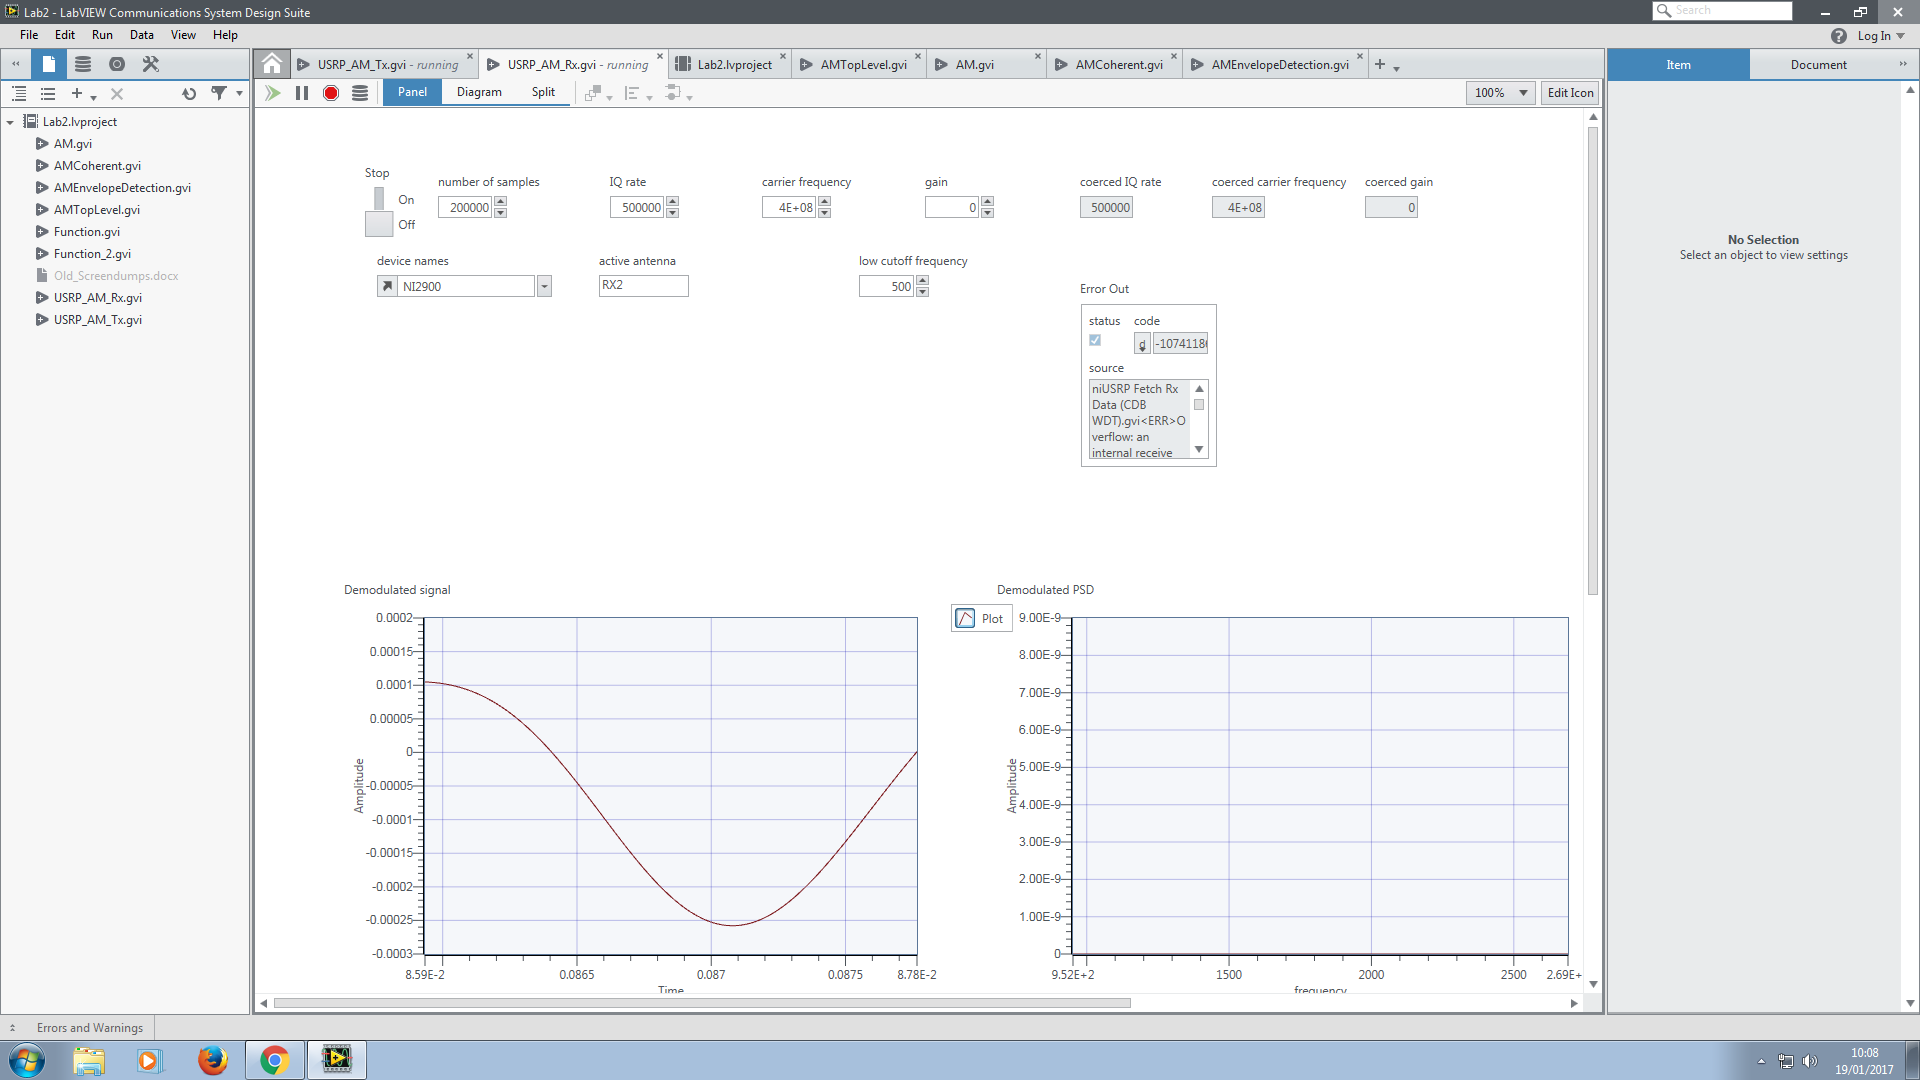 Lab2 - LabVIEW Communications System Design Suite
Search
File Edit Run Data View Help
Log In
USRP_AM_Tx.gvi - running
USRP_AM_Rx.gvi - running
Lab2.lvproject
AMTopLevel.gvi
AM.gvi
AMCoherent.gvi
AMEnvelopeDetection.gvi
Item
Document
Panel
Diagram
Split
100%
Edit Icon
Lab2.lvproject
AM.gvi
AMCoherent.gvi
AMEnvelopeDetection.gvi
AMTopLevel.gvi
Function.gvi
Function_2.gvi
Old_Screendumps.docx
USRP_AM_Rx.gvi
USRP_AM_Tx.gvi
Stop
On
Off
number of samples
200000
IQ rate
500000
carrier frequency
4E+08
gain
0
coerced IQ rate
500000
coerced carrier frequency
4E+08
coerced gain
0
device names
NI2900
active antenna
RX2
low cutoff frequency
500
Error Out
status code
d -10741180
source
niUSRP Fetch Rx
Data (CDB
WDT).gvi<ERR>O
verflow: an
internal receive
No Selection
Select an object to view settings
Demodulated signal
0.0002
0.00015
0.0001
0.00005
0
-0.00005
-0.0001
-0.00015
-0.0002
-0.00025
-0.0003
Amplitude
8.59E-2 0.0865 0.087 0.0875 8.78E-2
Time
Demodulated PSD
Plot
9.00E-9
8.00E-9
7.00E-9
6.00E-9
5.00E-9
4.00E-9
3.00E-9
2.00E-9
1.00E-9
0
Amplitude
9.52E+2 1500 2000 2500 2.69E+
frequency
Errors and Warnings
10:08
19/01/2017